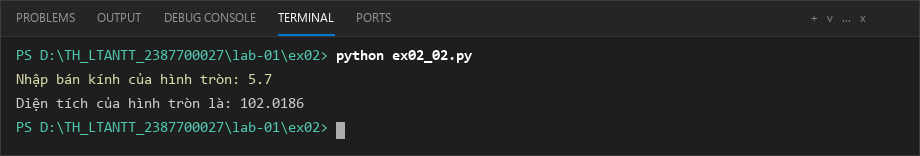 PROBLEMS OUTPUT DEBUG CONSOLE TERMINAL PORTS + v … x
PS D:\TH_LTANTT_2387700027\lab-01\ex02> python ex02_02.py
Nhập bán kính của hình tròn: 5.7
Diện tích của hình tròn là: 102.0186
PS D:\TH_LTANTT_2387700027\lab-01\ex02>